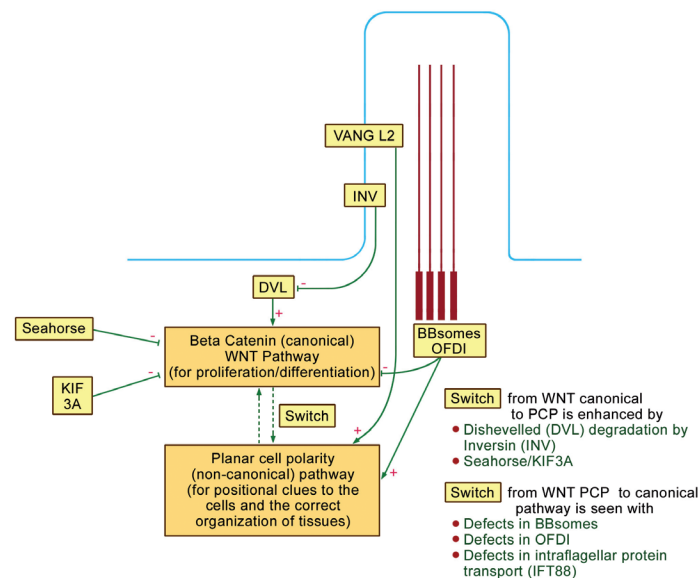 VANG L2
INV
-
DVL
+
Seahorse
-
BBsomes
OFDI
Beta Catenin (canonical)
WNT Pathway
(for proliferation/differentiation)
-
-
KIF
3A
Switch
Switch from WNT canonical
to PCP is enhanced by
Dishevelled (DVL) degradation by
Inversin (INV)
Seahorse/KIF3A
+
Planar cell polarity
(non-canonical) pathway
(for positional clues to the
cells and the correct
organization of tissues)
+
Switch from WNT PCP to canonical
pathway is seen with
Defects in BBsomes
Defects in OFDI
Defects in intraflagellar protein
transport (IFT88)